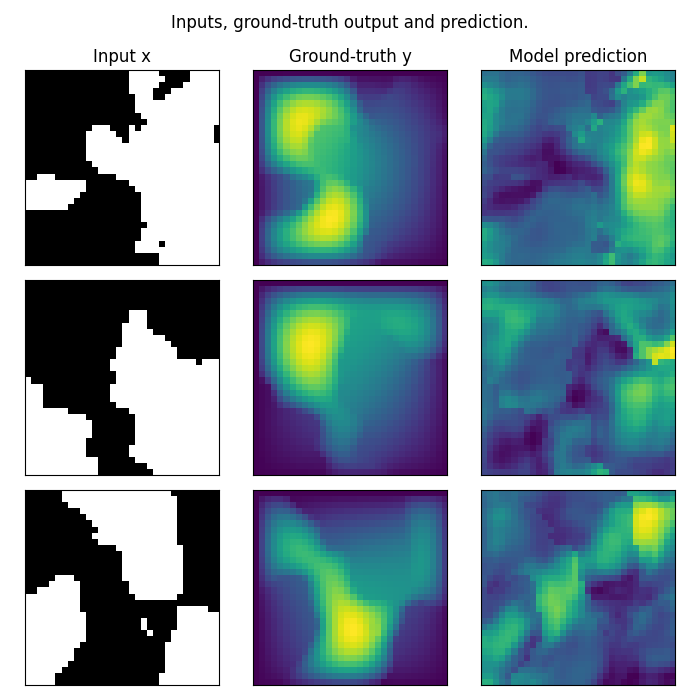 Inputs, ground-truth output and prediction.
Input x
Ground-truth y
Model prediction